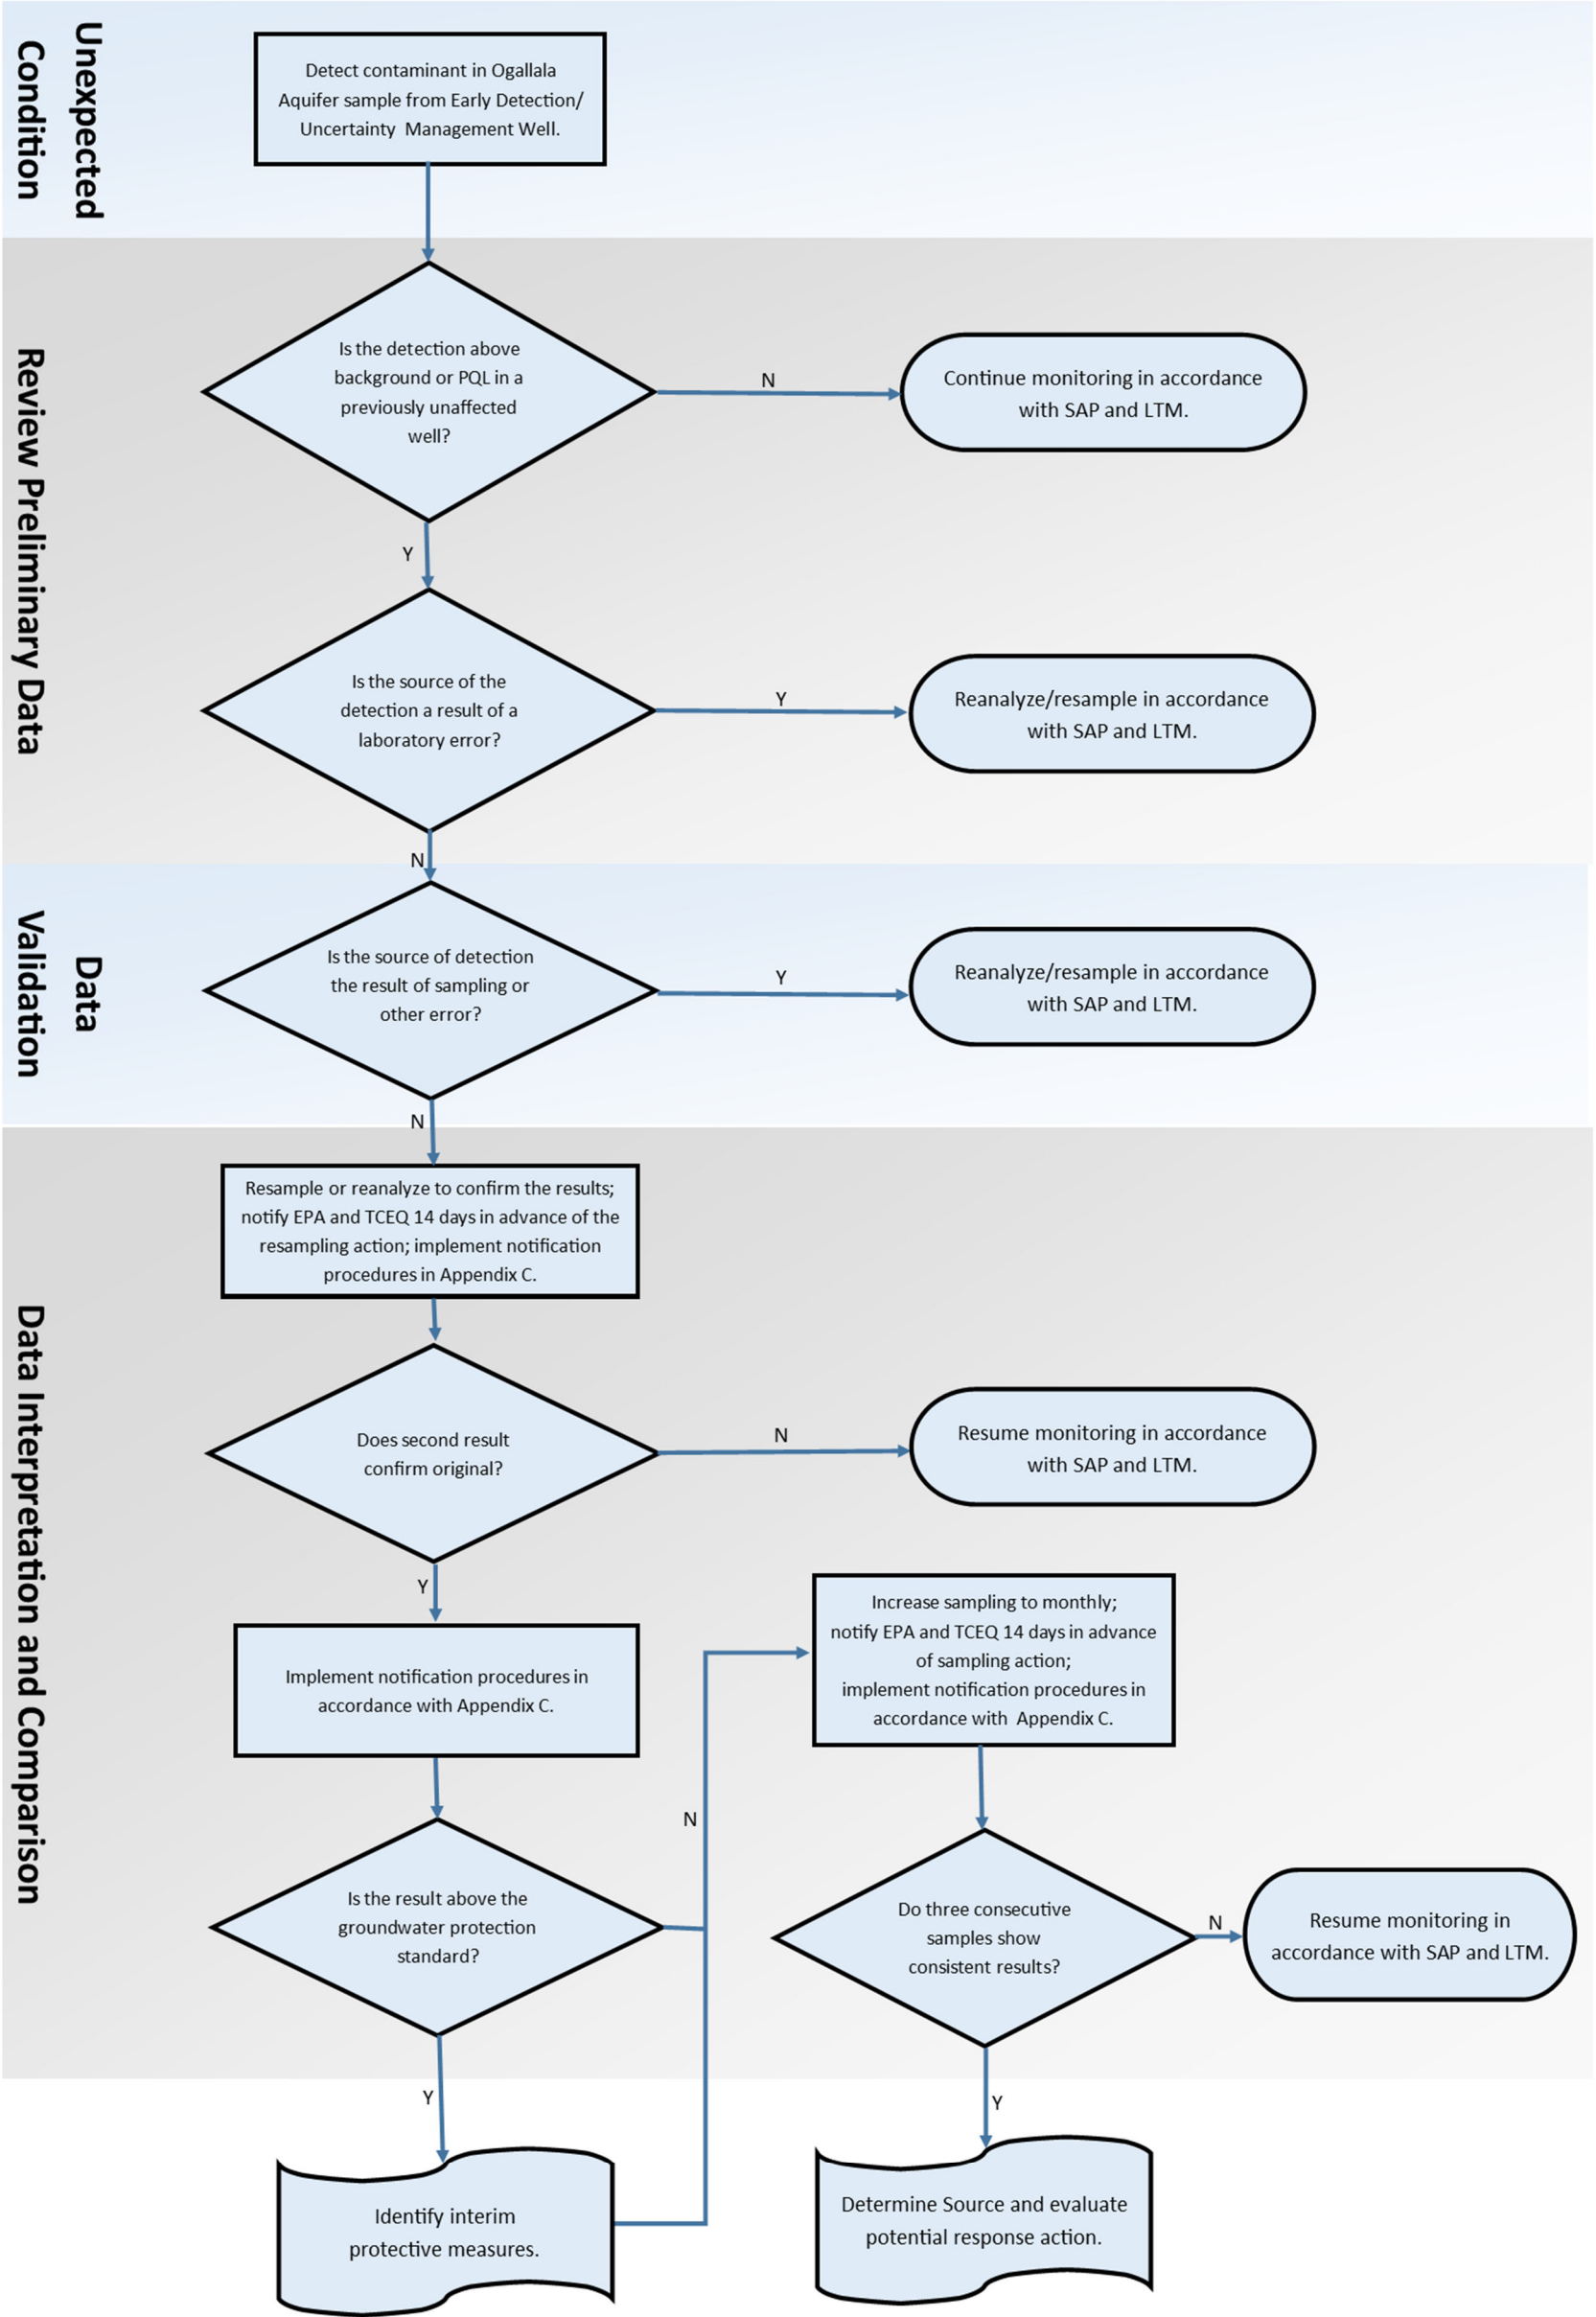 Unexpected
Condition
Detect contaminant in Ogallala
Aquifer sample from Early Detection/
Uncertainty Management Well.
Review Preliminary Data
Is the detection above
background or PQL in a
previously unaffected
well?
N
Continue monitoring in accordance
with SAP and LTM.
Y
Is the source of the
detection a result of a
laboratory error?
Y
Reanalyze/resample in accordance
with SAP and LTM.
N
Data
Validation
Is the source of detection
the result of sampling or
other error?
Y
Reanalyze/resample in accordance
with SAP and LTM.
N
Data Interpretation and Comparison
Resample or reanalyze to confirm the results;
notify EPA and TCEQ 14 days in advance of the
resampling action; implement notification
procedures in Appendix C.
Does second result
confirm original?
N
Resume monitoring in accordance
with SAP and LTM.
Y
Implement notification procedures in
accordance with Appendix C.
Is the result above the
groundwater protection
standard?
N
Increase sampling to monthly;
notify EPA and TCEQ 14 days in advance
of sampling action;
implement notification procedures in
accordance with Appendix C.
Do three consecutive
samples show
consistent results?
N
Resume monitoring in
accordance with SAP and LTM.
Y
Identify interim
protective measures.
Y
Determine Source and evaluate
potential response action.